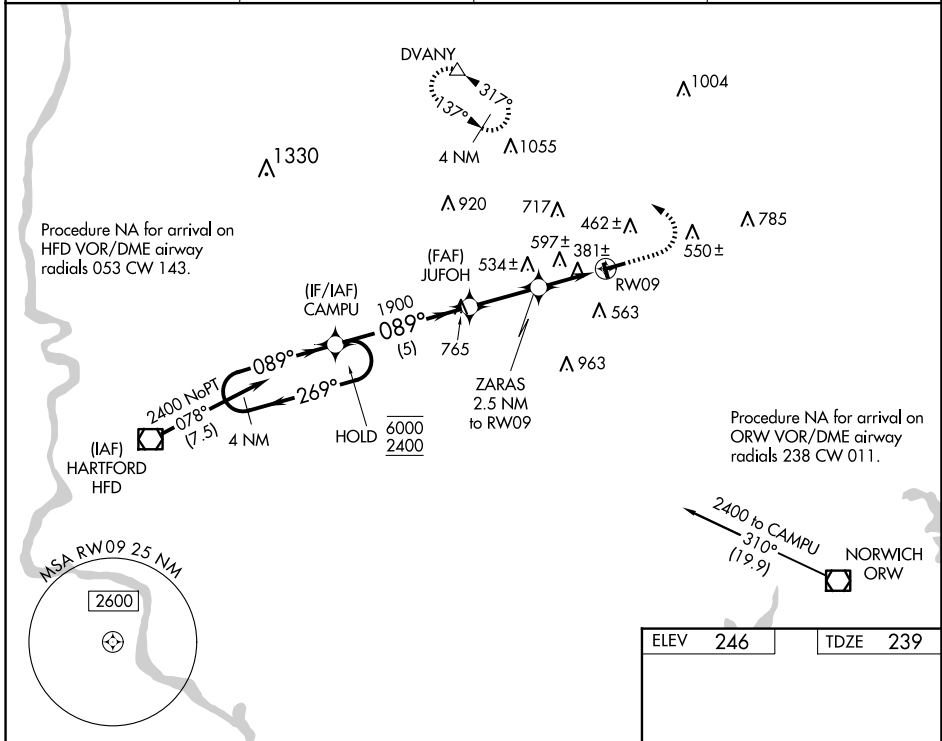 DVANY
317°
137°
4 NM
1004
1055
1330
920
717
462±
785
597±
381±
550±
534±
Procedure NA for arrival on
HFD VOR/DME airway
radials 053 CW 143.
(FAF)
JUFOH
(IF/IAF)
CAMPU
1900
089°
(5)
RW09
563
765
963
089°
269°
ZARAS
2.5 NM
to RW09
2400 NoPT
078°
(7.5)
4 NM
HOLD
6000
2400
(IAF)
HARTFORD
HFD
Procedure NA for arrival on
ORW VOR/DME airway
radials 238 CW 011.
2400 to CAMPU
310°
(19.9)
NORWICH
ORW
MSA RW09 25 NM
2600
ELEV 246
TDZE 239